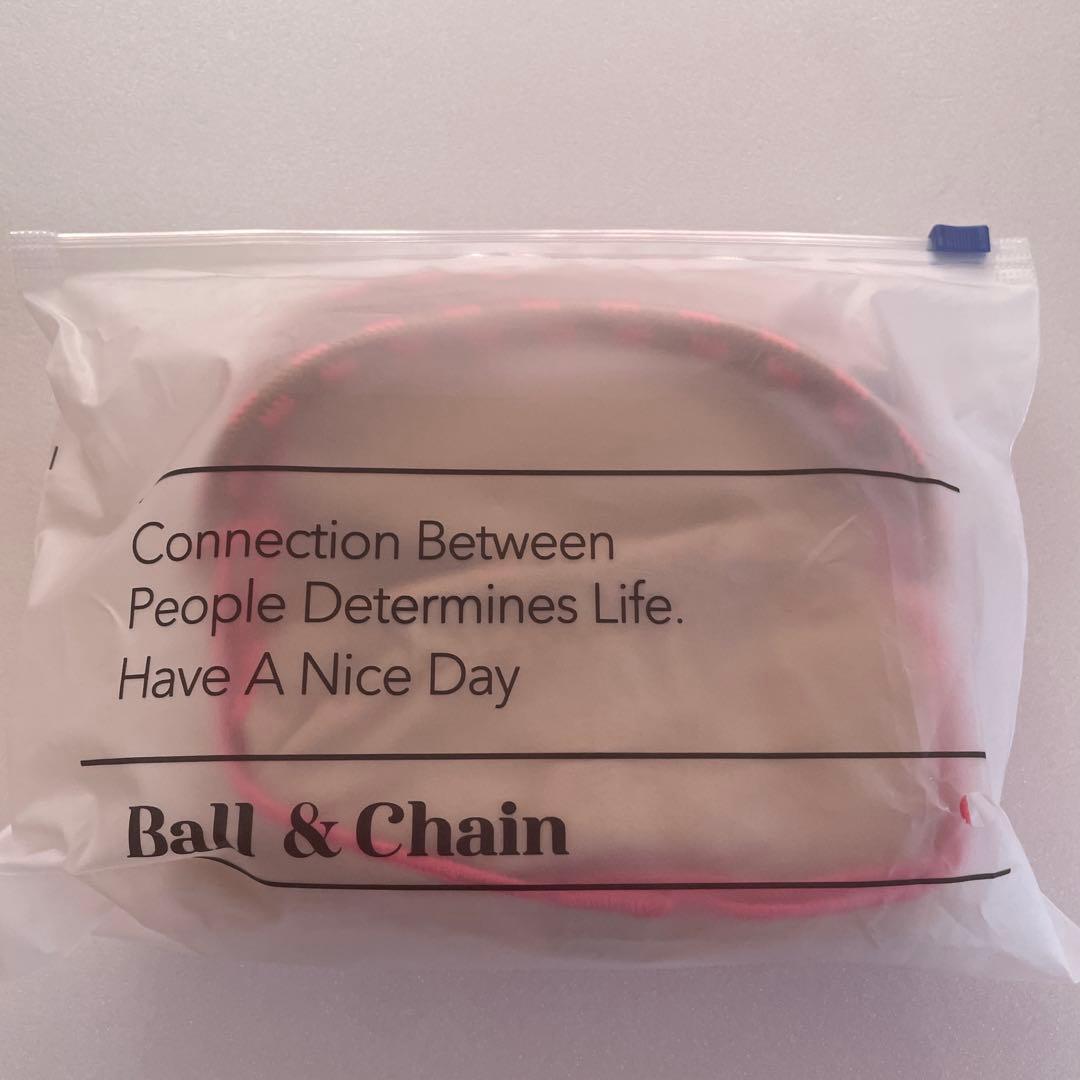 Connection Between
People Determines Life.
Have A Nice Day
Ball & Chain